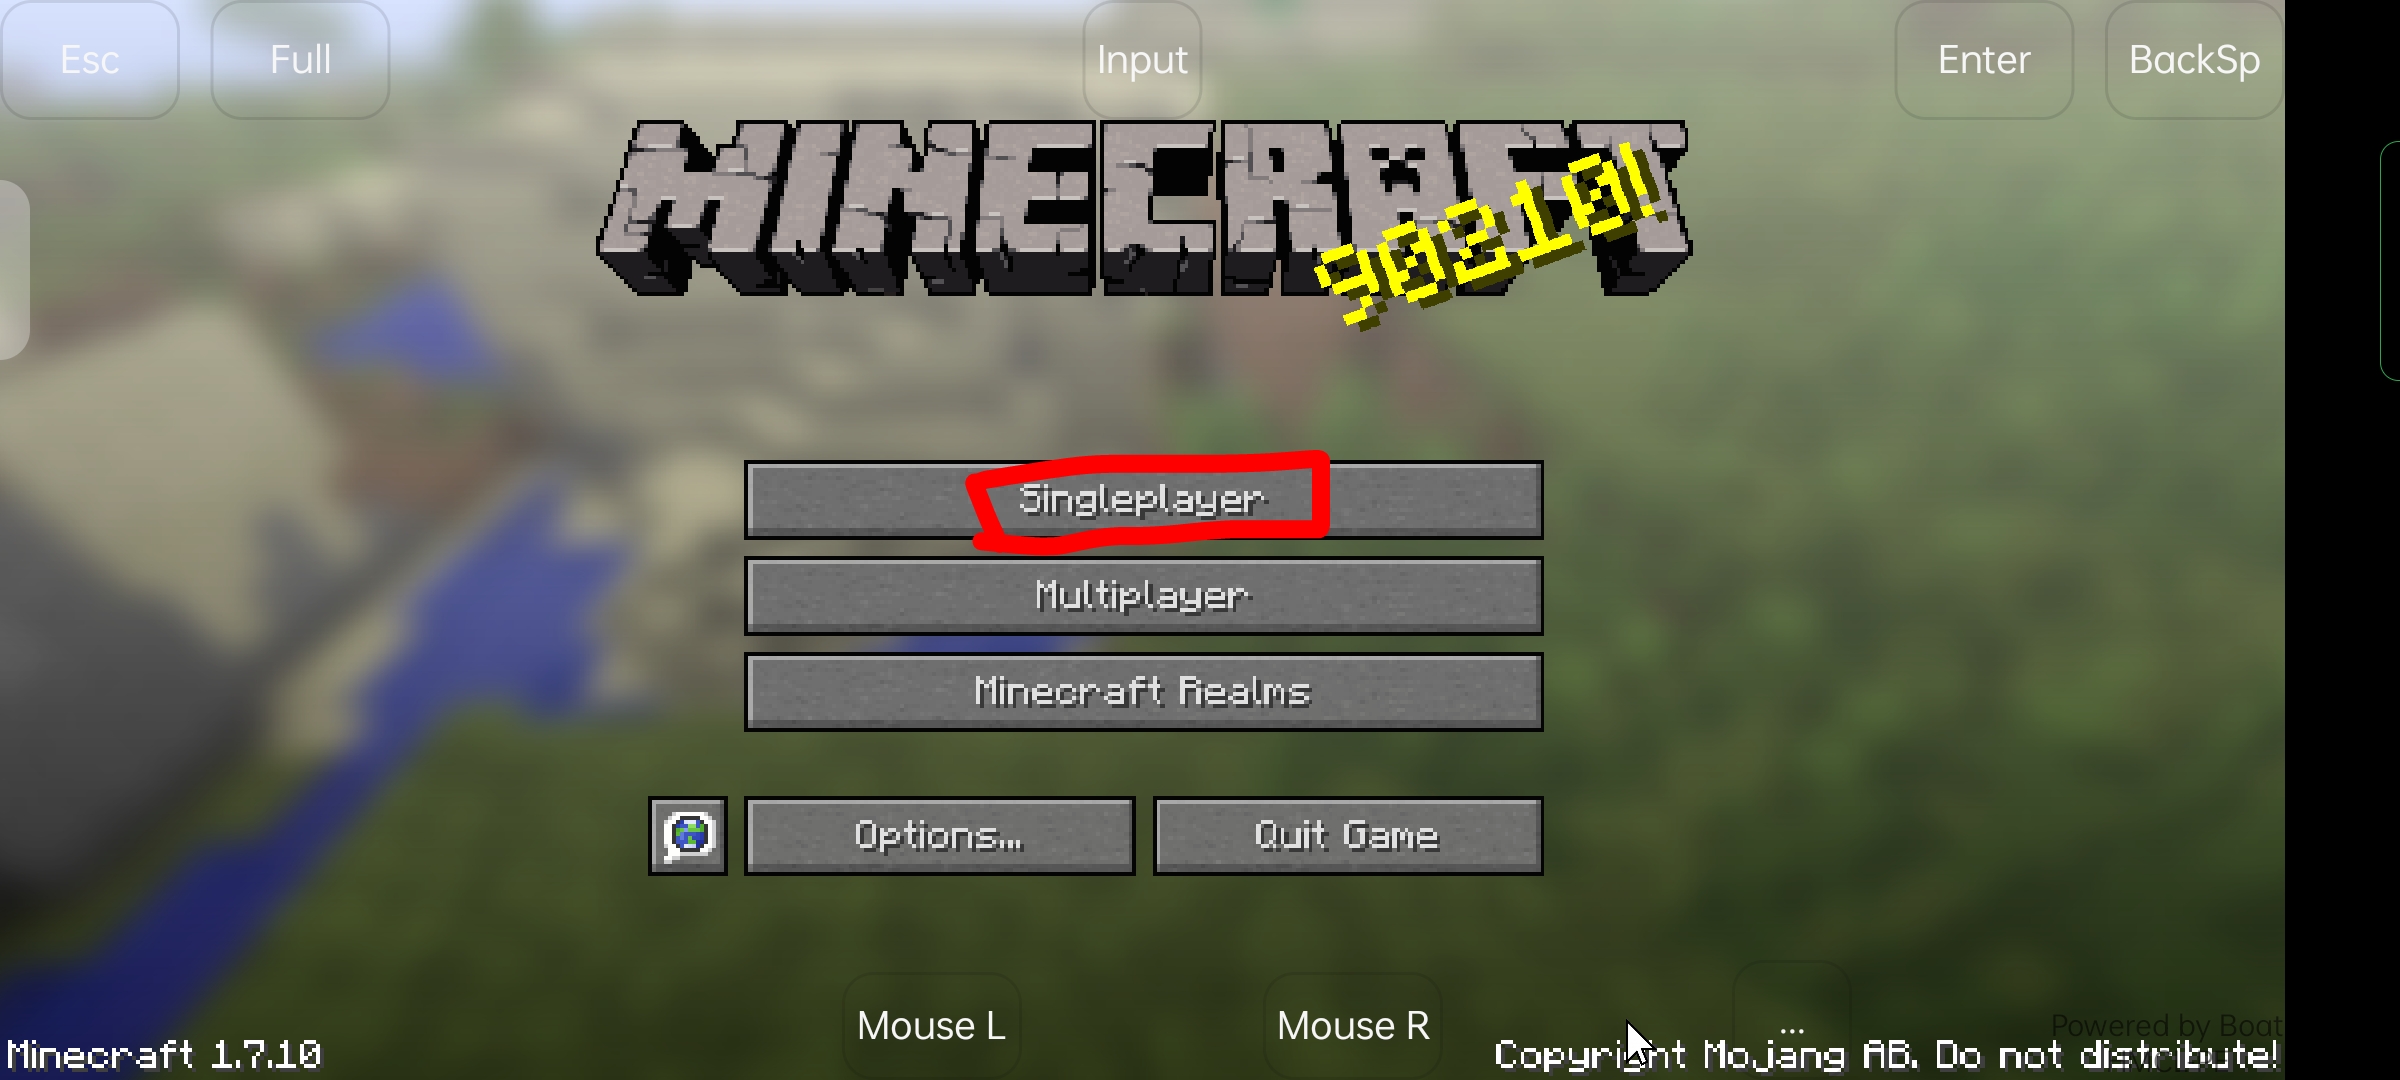 Esc Full Input Enter BackSp
MINECRAFT
90210!
Singleplayer
Multiplayer
Minecraft Realms
Options... Quit Game
Mouse L Mouse R ...
Powered by Boat
Minecraft 1.7.10 Copyright Mojang AB. Do not distribute!